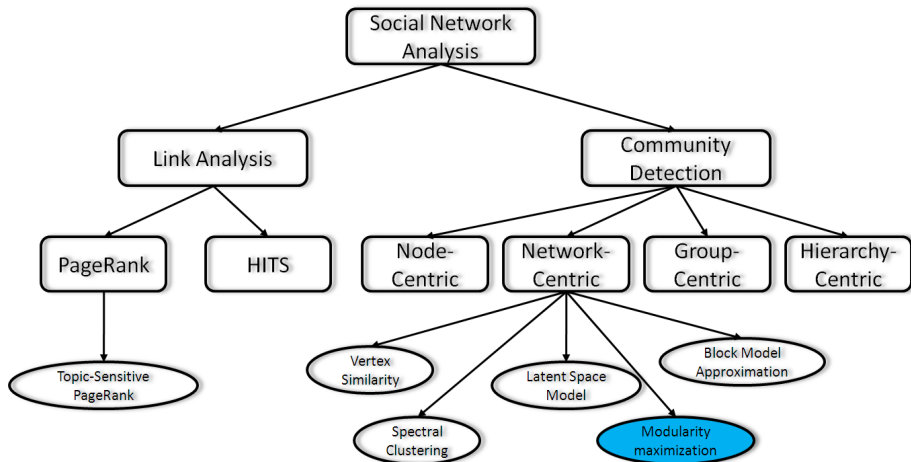 Social Network
Analysis
Link Analysis
Community
Detection
PageRank
HITS
Node-
Centric
Network-
Centric
Group-
Centric
Hierarchy-
Centric
Topic-Sensitive
PageRank
Vertex
Similarity
Latent Space
Model
Block Model
Approximation
Spectral
Clustering
Modularity
maximization